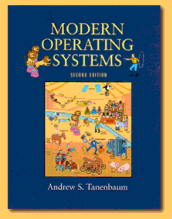 MODERN
OPERATING
SYSTEMS
SECOND EDITION
Andrew S. Tanenbaum